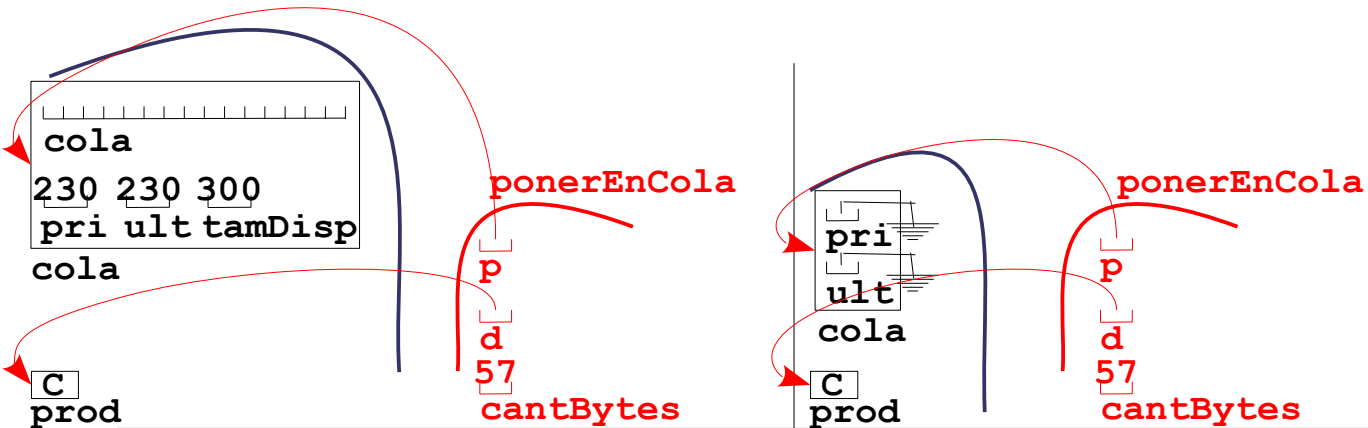 cola
230 230 300
pri ult tamDisp
cola
C
prod
ponerEnCola
p
d
57
cantBytes
pri
ult
cola
C
prod
ponerEnCola
p
d
57
cantBytes